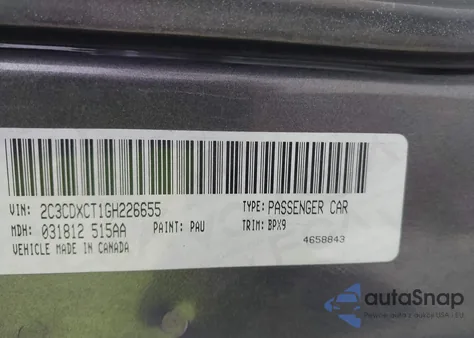 VIN: 2C3CDXCT1GH226655 TYPE: PASSENGER CAR
MDH: 031812 515AA PAINT: PAU TRIM: BPX9
VEHICLE MADE IN CANADA 4658843
autoSnap